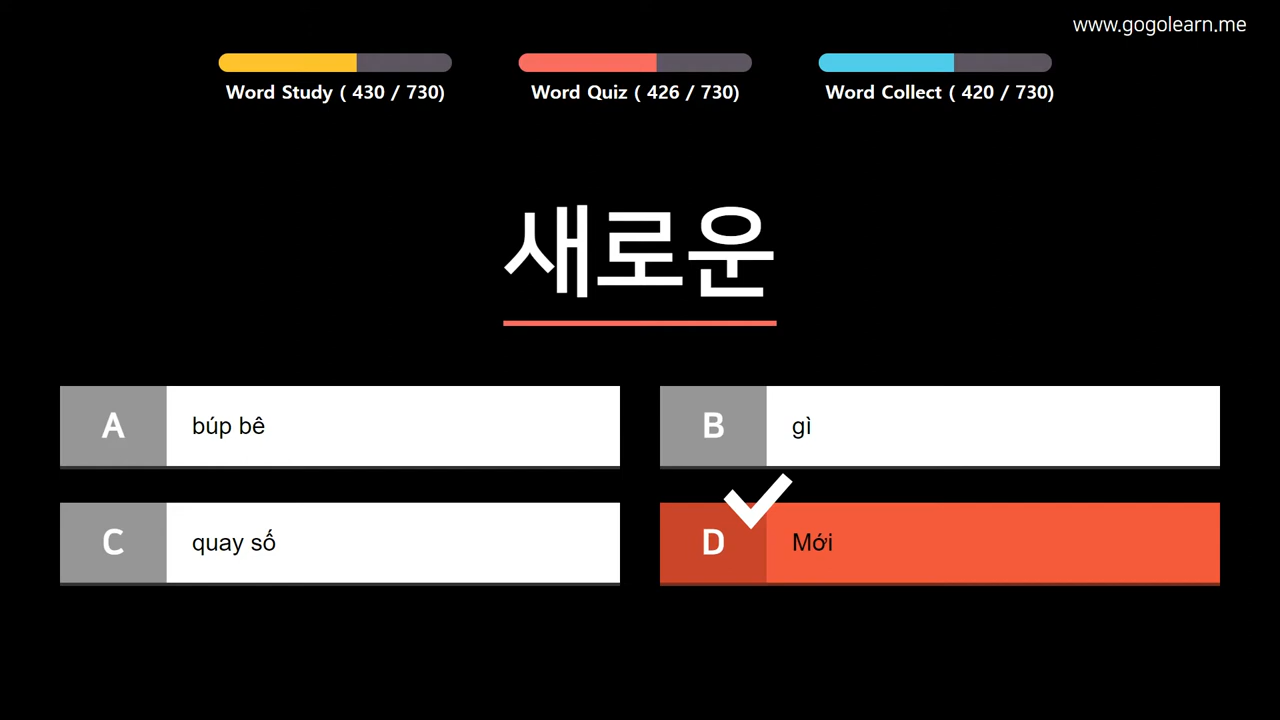 www.gogolearn.me
Word Study ( 430 / 730)
Word Quiz ( 426 / 730)
Word Collect ( 420 / 730)
새로운
A búp bê
B gì
C quay số
D Mới